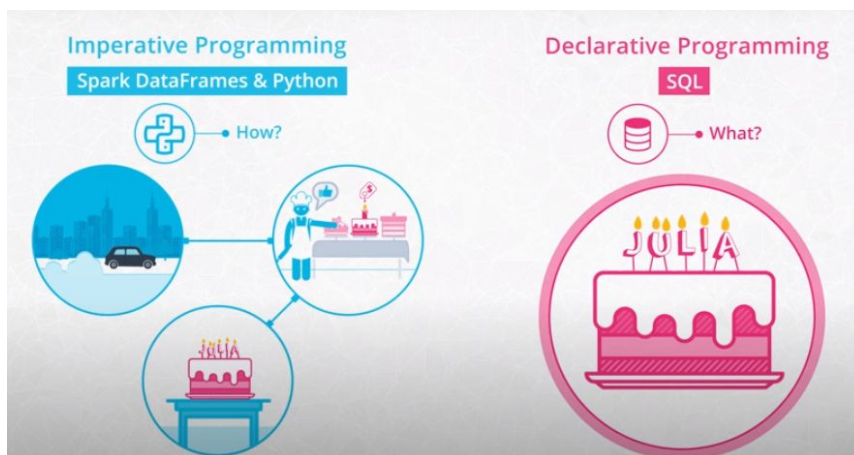 Imperative Programming
Spark DataFrames & Python
How?
$
Declarative Programming
SQL
What?
JULIA
JULIA